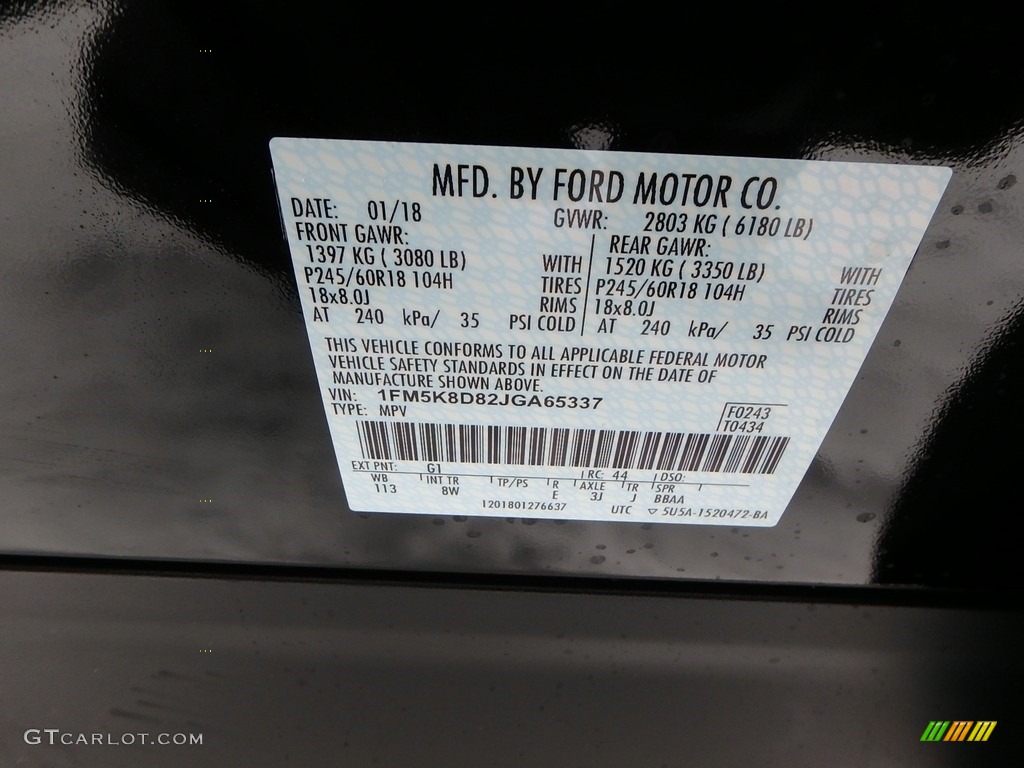 MFD. BY FORD MOTOR CO.
DATE: 01/18 GVWR: 2803 KG ( 6180 LB)
FRONT GAWR: REAR GAWR:
1397 KG ( 3080 LB) WITH 1520 KG ( 3350 LB) WITH
P245/60R18 104H TIRES P245/60R18 104H TIRES
18x8.0J RIMS 18x8.0J RIMS
AT 240 kPa/ 35 PSI COLD AT 240 kPa/ 35 PSI COLD
THIS VEHICLE CONFORMS TO ALL APPLICABLE FEDERAL MOTOR
VEHICLE SAFETY STANDARDS IN EFFECT ON THE DATE OF
MANUFACTURE SHOWN ABOVE.
VIN: 1FM5K8D82JGA65337
TYPE: MPV
F0243
T0434
EXT PNT: G1 RC: 44 DSO:
WB INT TR TP/PS R AXLE TR SPR
113 8W E 3J J BBAA
1201801276637 UTC ▽ 5U5A-1520472-BA
GTCARLOT.COM